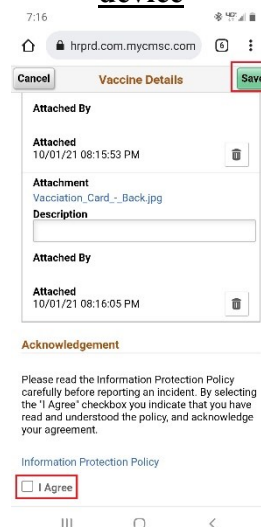 device
7:16
hrprd.com.mycmsc.com
6
Cancel
Vaccine Details
Save
Attached By
Attached
10/01/21 08:15:53 PM
Attachment
Vacciation_Card_-_Back.jpg
Description
Attached By
Attached
10/01/21 08:16:05 PM
Acknowledgement
Please read the Information Protection Policy
carefully before reporting an incident. By selecting
the "I Agree" checkbox you indicate that you have
read and understood the policy, and acknowledge
your agreement.
Information Protection Policy
I Agree